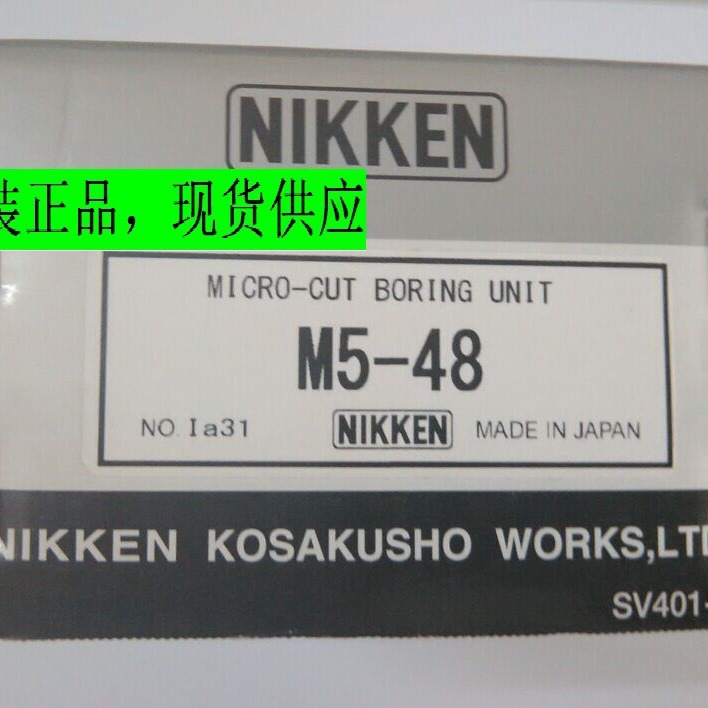 NIKKEN
装正品，现货供应
MICRO-CUT BORING UNIT
M5-48
NO. Ia31 NIKKEN MADE IN JAPAN
NIKKEN KOSAKUSHO WORKS,LTD
SV401-